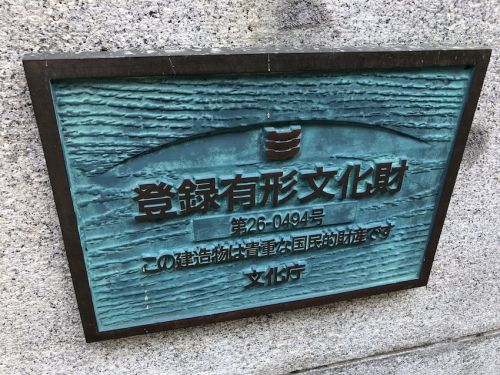 登録有形文化財
第26-0494号
この建造物は貴重な国民的財産です
文化庁